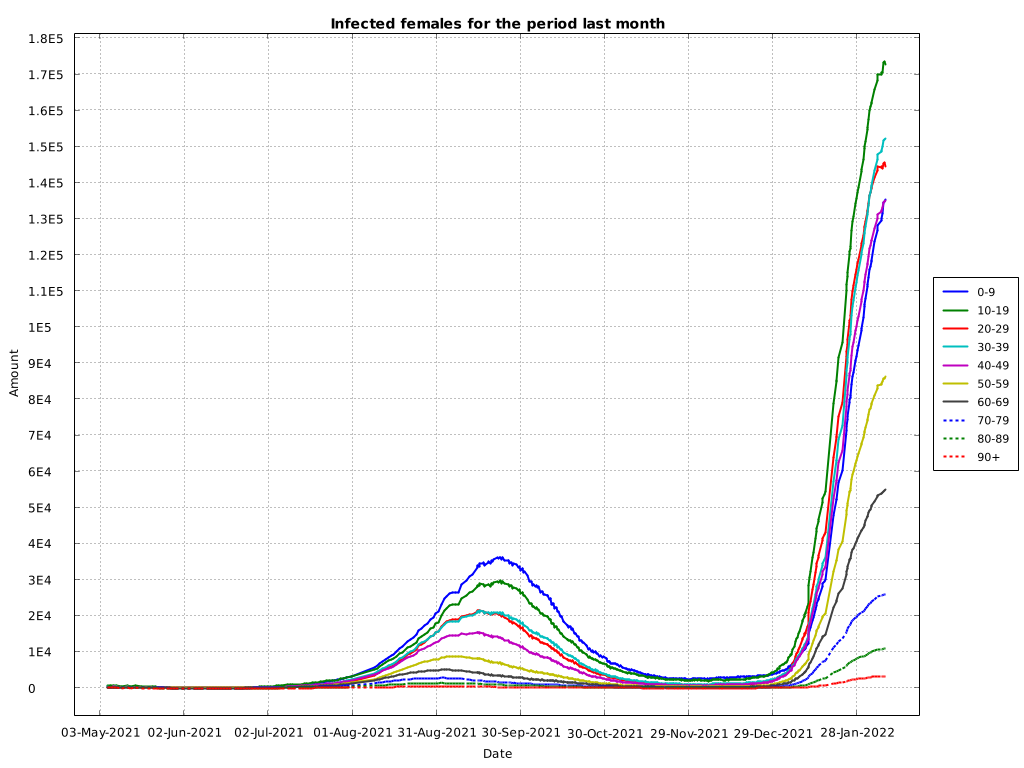 Infected females for the period last month
1.8E5
1.7E5
1.6E5
1.5E5
1.4E5
1.3E5
1.2E5
1.1E5
1E5
9E4
8E4
7E4
6E4
5E4
4E4
3E4
2E4
1E4
0
Amount
03-May-2021 02-Jun-2021 02-Jul-2021 01-Aug-2021 31-Aug-2021 30-Sep-2021 30-Oct-2021 29-Nov-2021 29-Dec-2021 28-Jan-2022
Date
0-9
10-19
20-29
30-39
40-49
50-59
60-69
70-79
80-89
90+